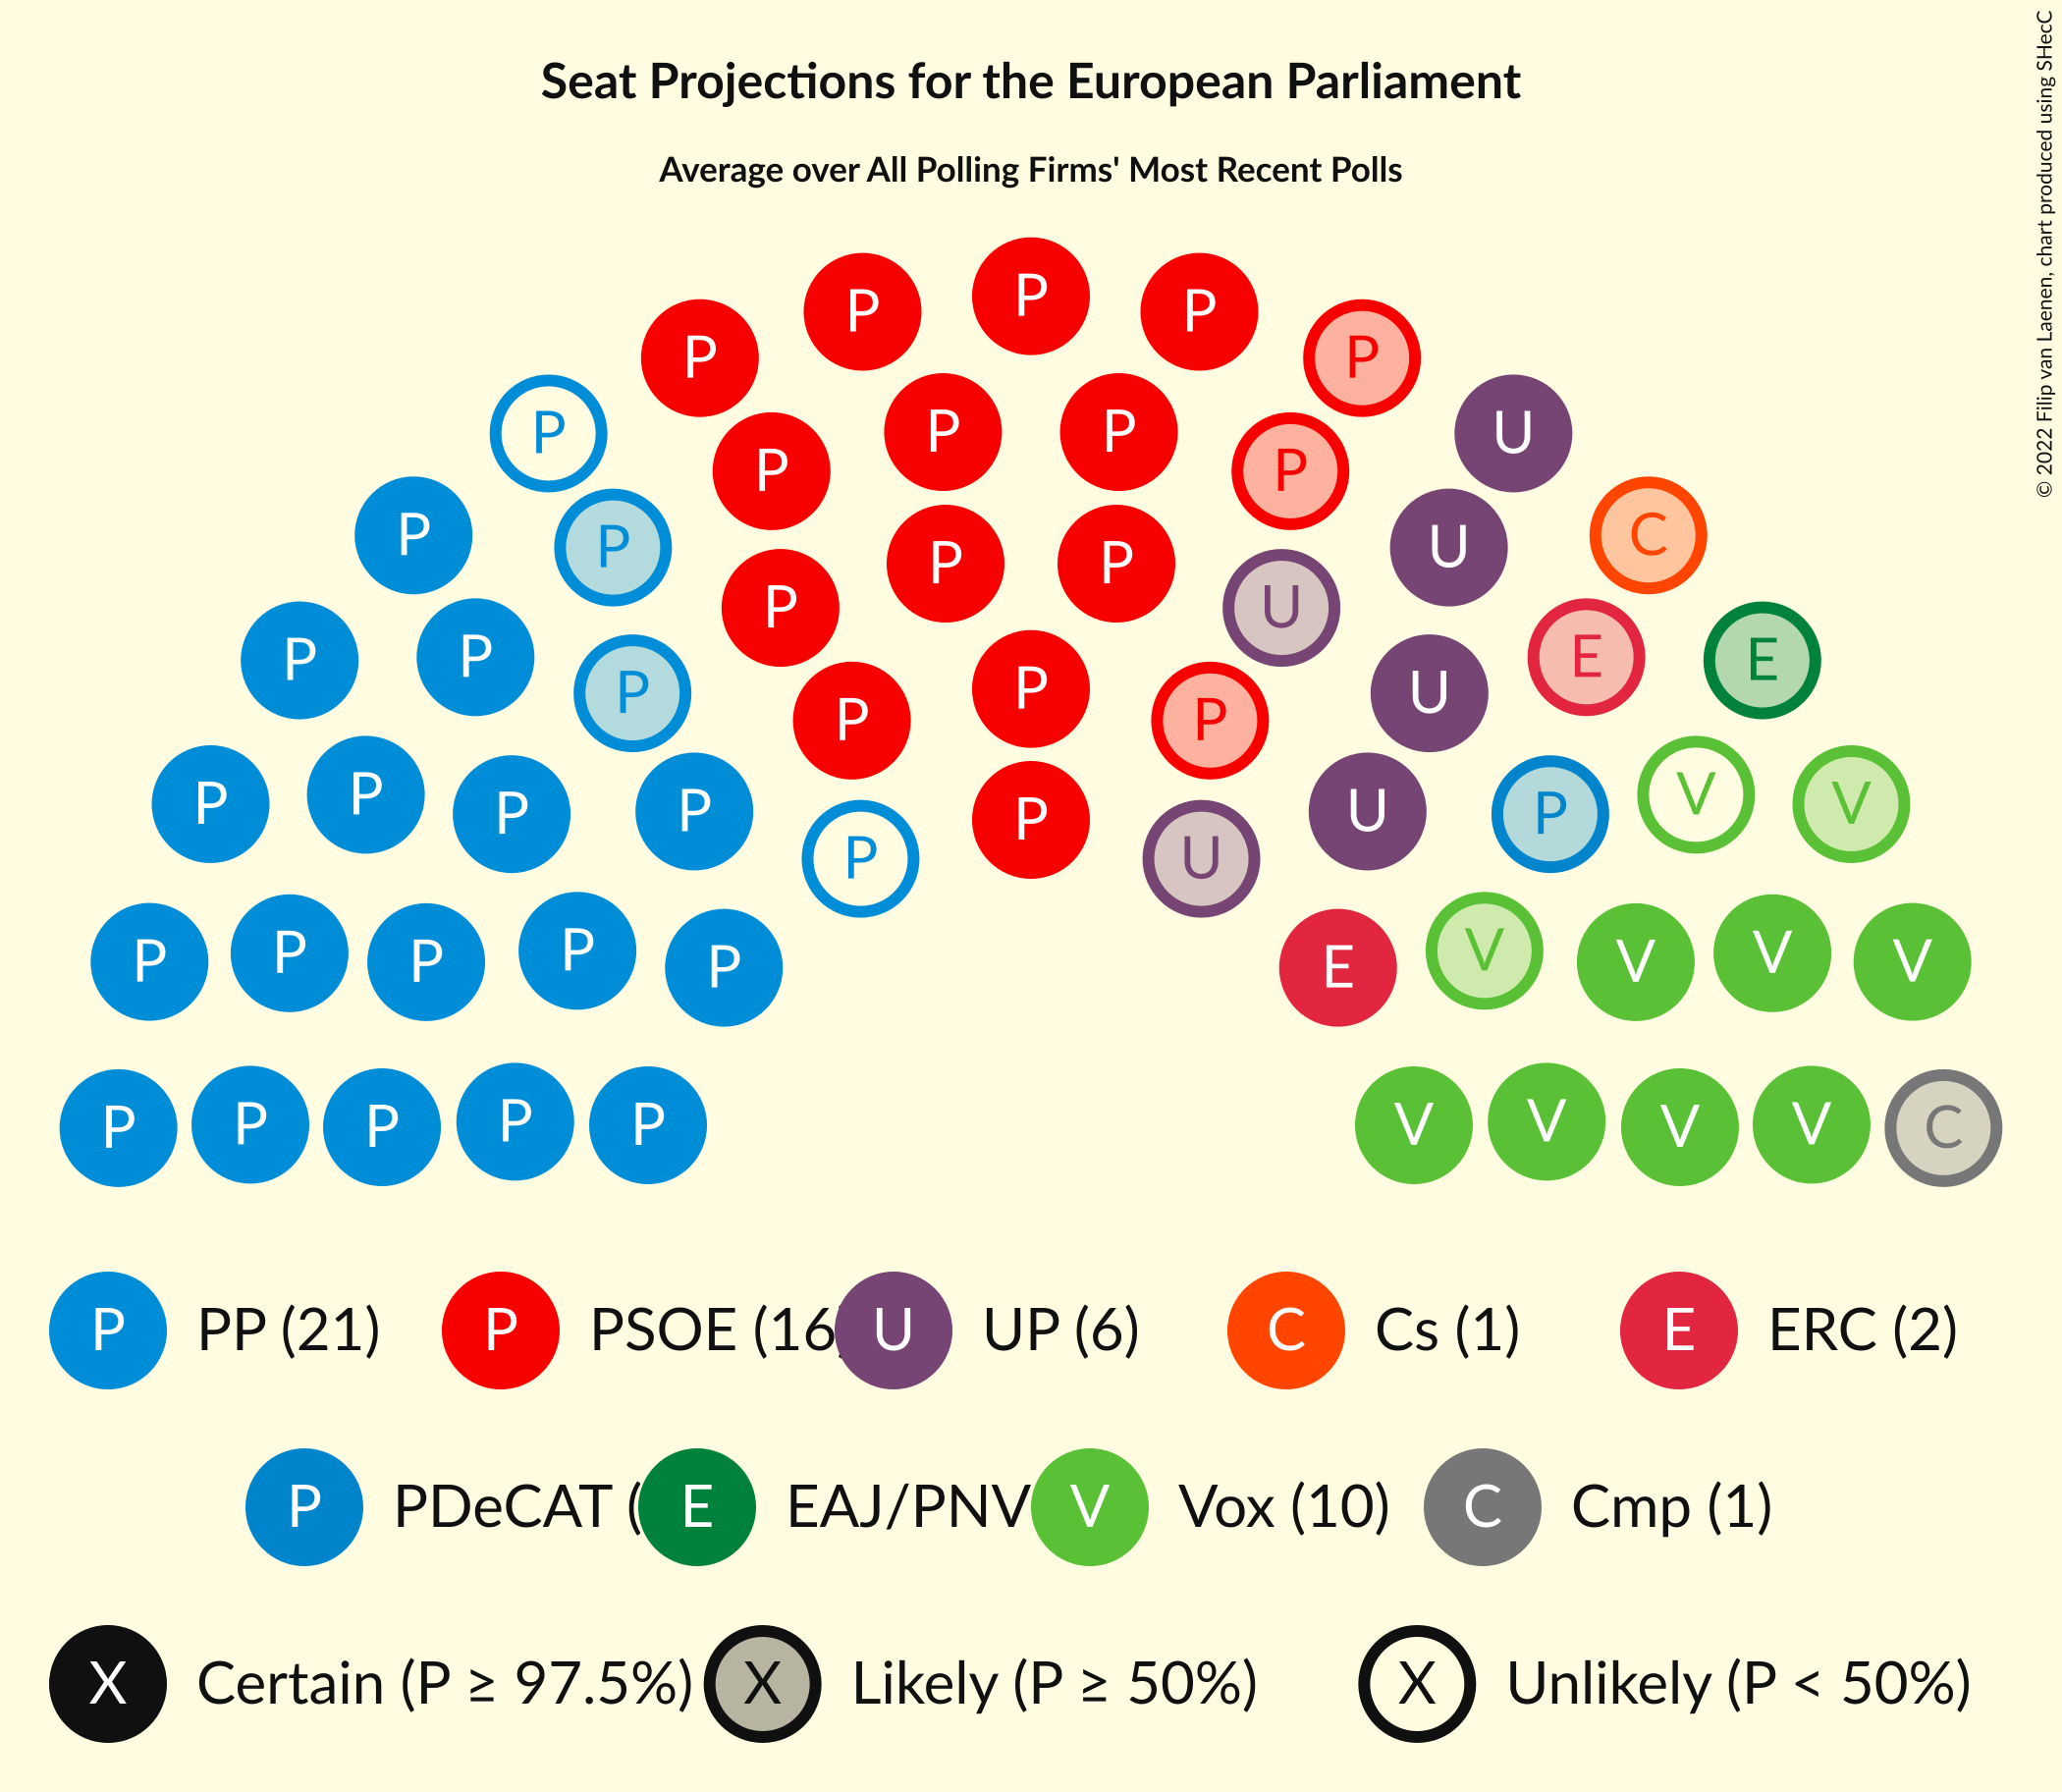 Seat Projections for the European Parliament
Average over All Polling Firms' Most Recent Polls
© 2022 Filip van Laenen, chart produced using SHecC
P
P P
P P
P P P U
P P
P C
P P P U
P U
P P E E
P P U
P P
P P P P P U P V V
P U
P P P P P E V V V V
P P P P P V V V V C
P PP (21) P PSOE (16 U UP (6) C Cs (1) E ERC (2)
P PDeCAT ( E EAJ/PNV V Vox (10) C Cmp (1)
X Certain (P ≥ 97.5%) X Likely (P ≥ 50%) X Unlikely (P < 50%)